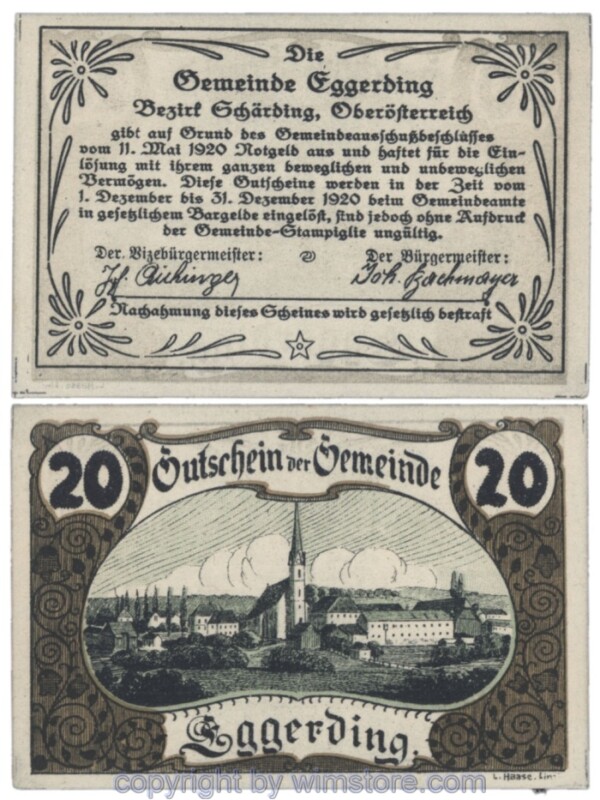 Die
Gemeinde Eggerding
Bezirk Schärding, Oberösterreich
gibt auf Grund des Gemeindeausschußbeschlusses
vom 11. Mai 1920 Notgeld aus und haftet für die Ein-
lösung mit ihrem ganzen beweglichen und unbeweglichen
Vermögen. Diese Gutscheine werden in der Zeit vom
1. Dezember bis 31. Dezember 1920 beim Gemeindeamte
in gesetzlichem Bargelde eingelöst, sind jedoch ohne Aufdruck
der Gemeinde-Stampiglie ungültig.
Der Vizebürgermeister: Der Bürgermeister:
Aichinger Joh. Bachmayer
Nachahmung dieses Scheines wird gesetzlich bestraft
20 Gutschein der Gemeinde 20
Eggerding.
L. Haase. Linz
copyright by wimstore.com